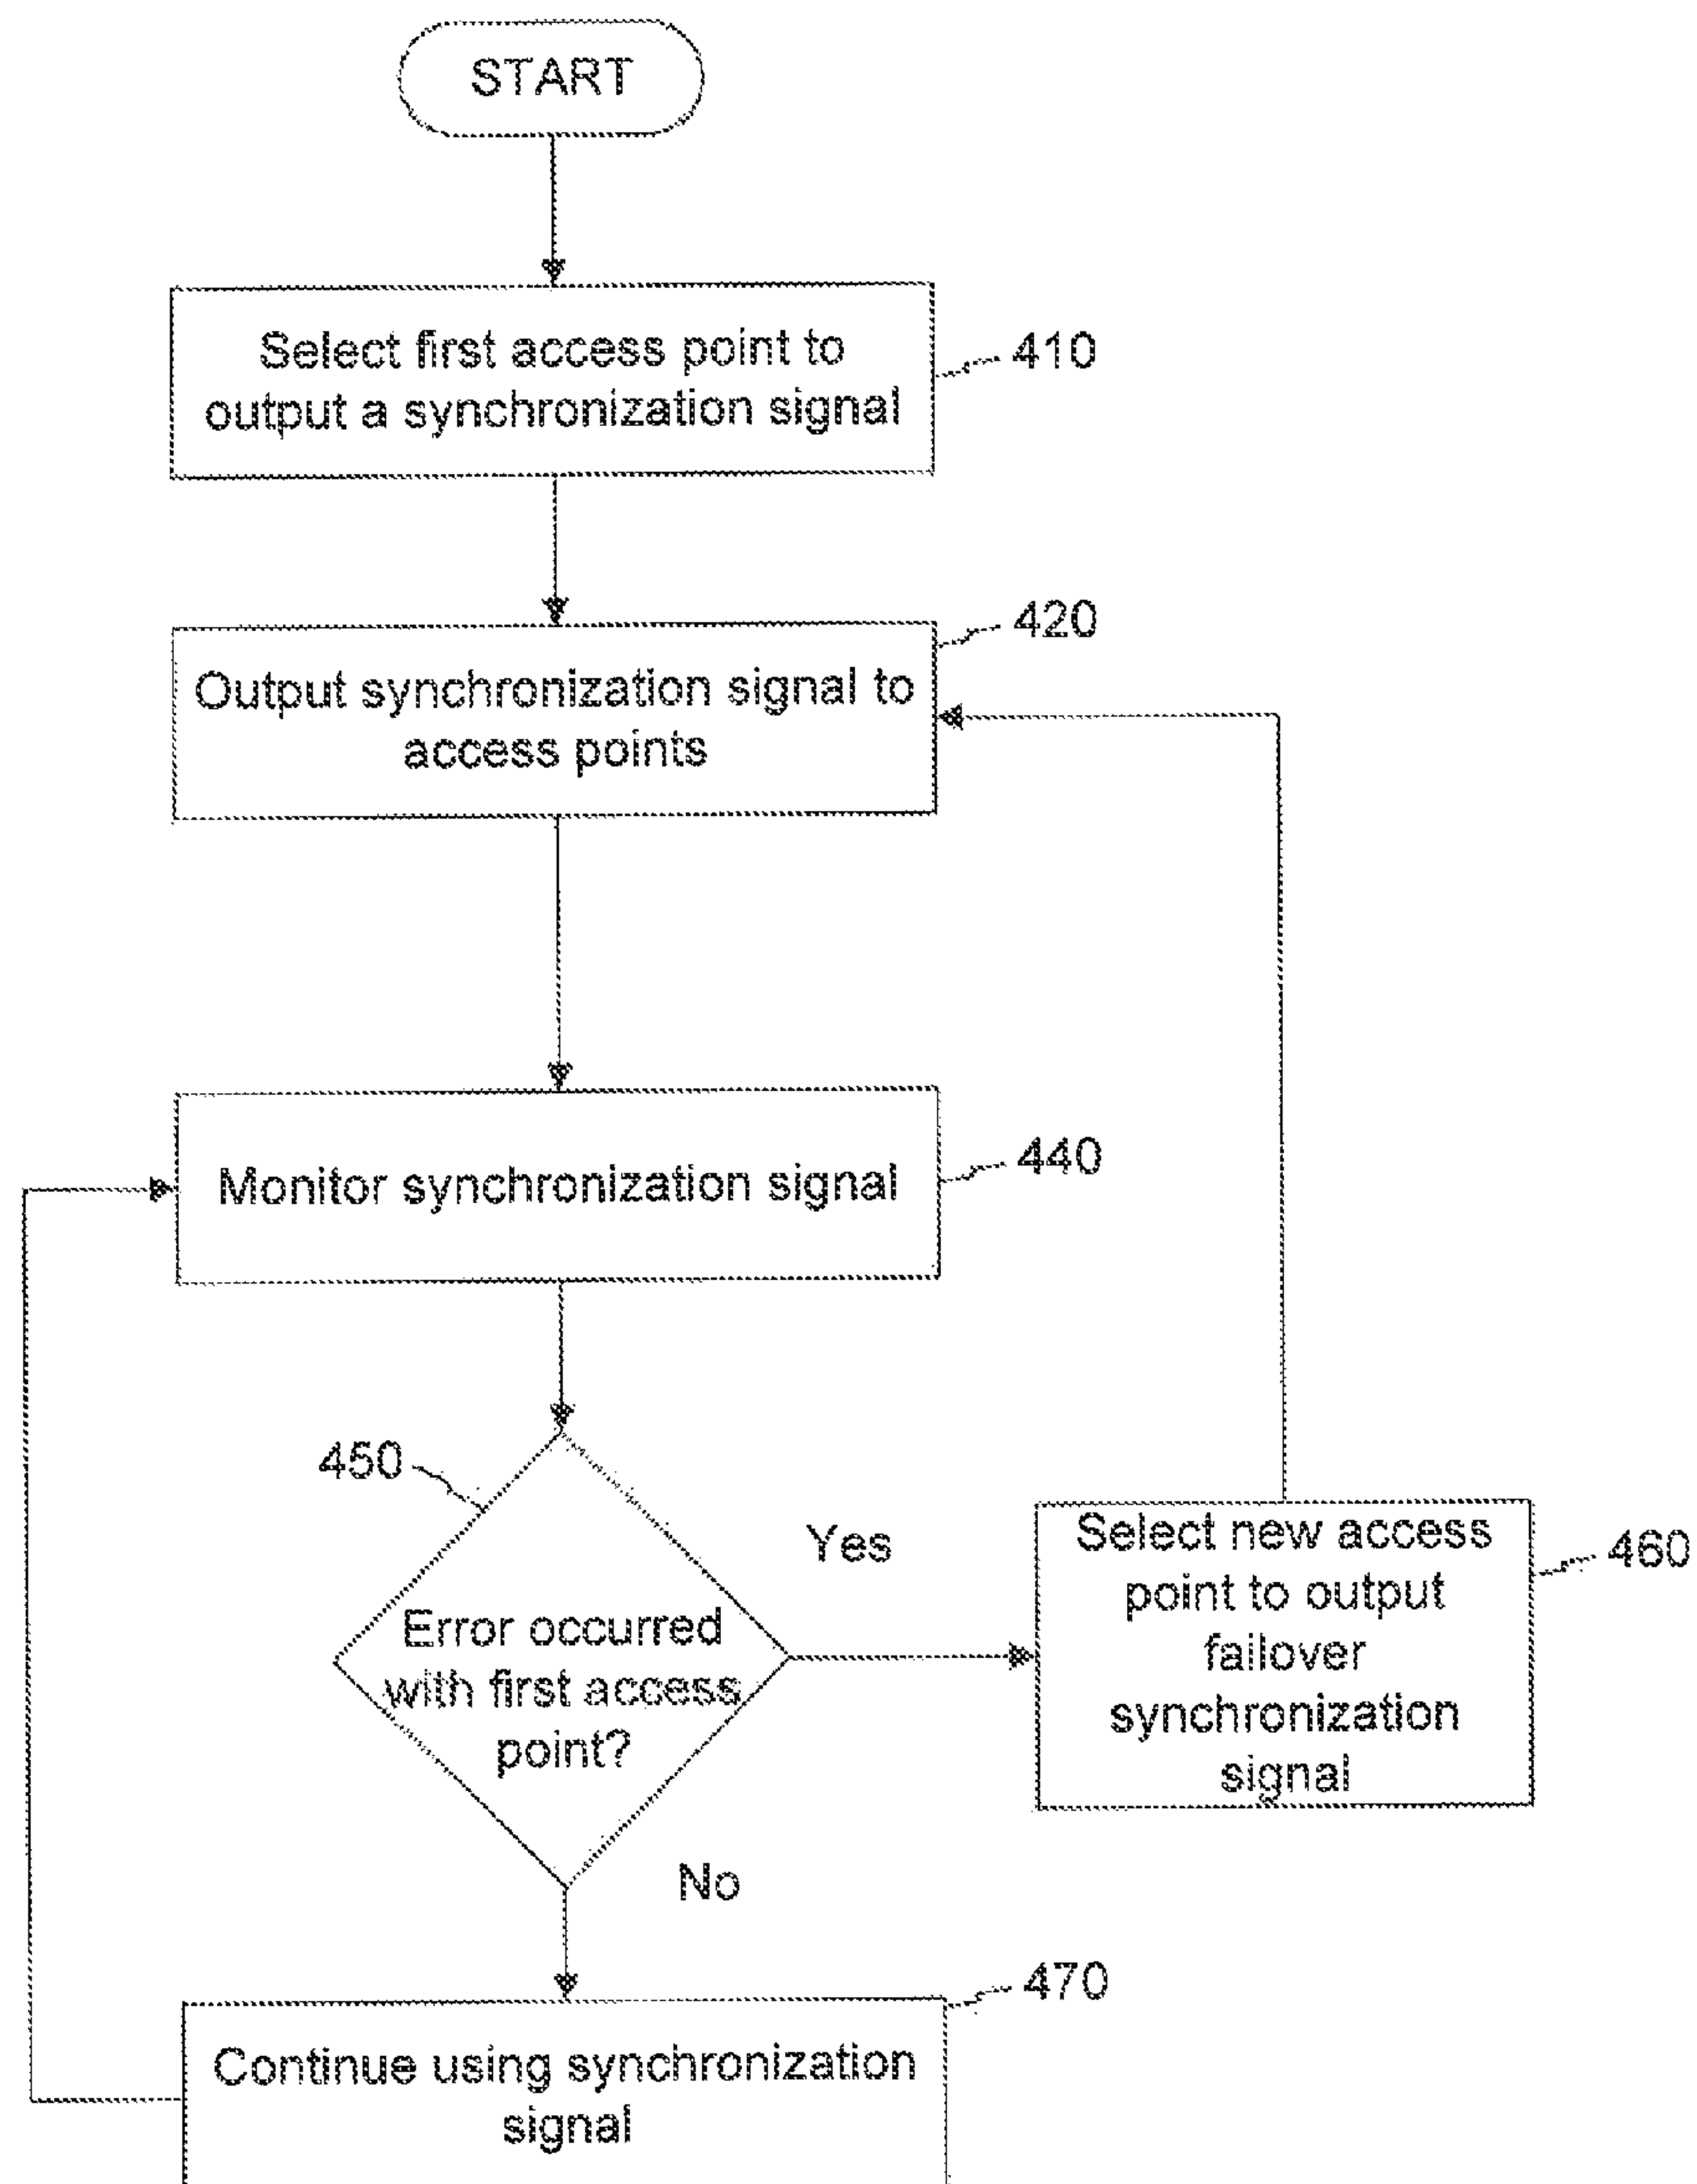 START
Select first access point to
output a synchronization signal
410
420
Output synchronization signal to
access points
Monitor synchronization signal
440
450
Yes
Error occurred
with first access
point?
Select new access
point to output
failover
synchronization
signal
460
No
470
Continue using synchronization
signal